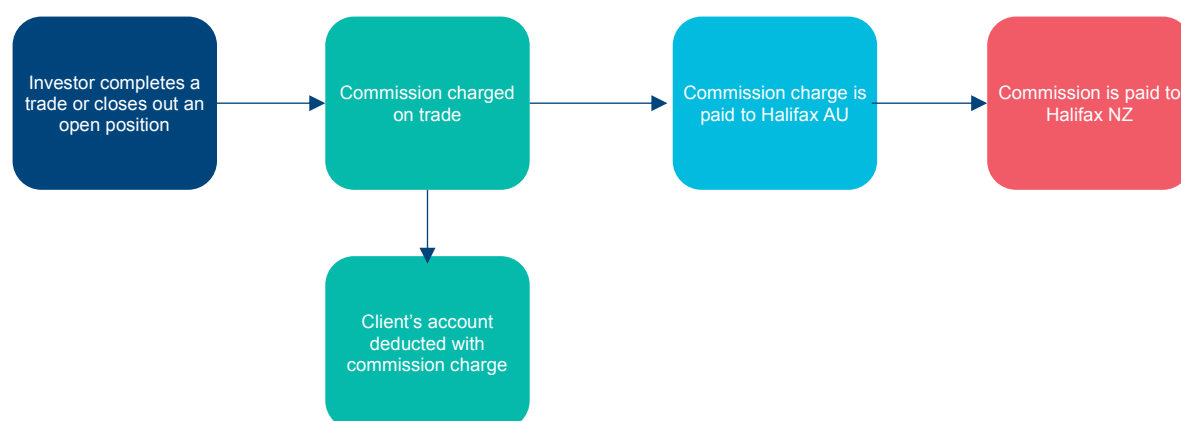 Investor completes a
trade or closes out an
open position
Commission charged
on trade
Commission charge is
paid to Halifax AU
Commission is paid to
Halifax NZ
Client’s account
deducted with
commission charge